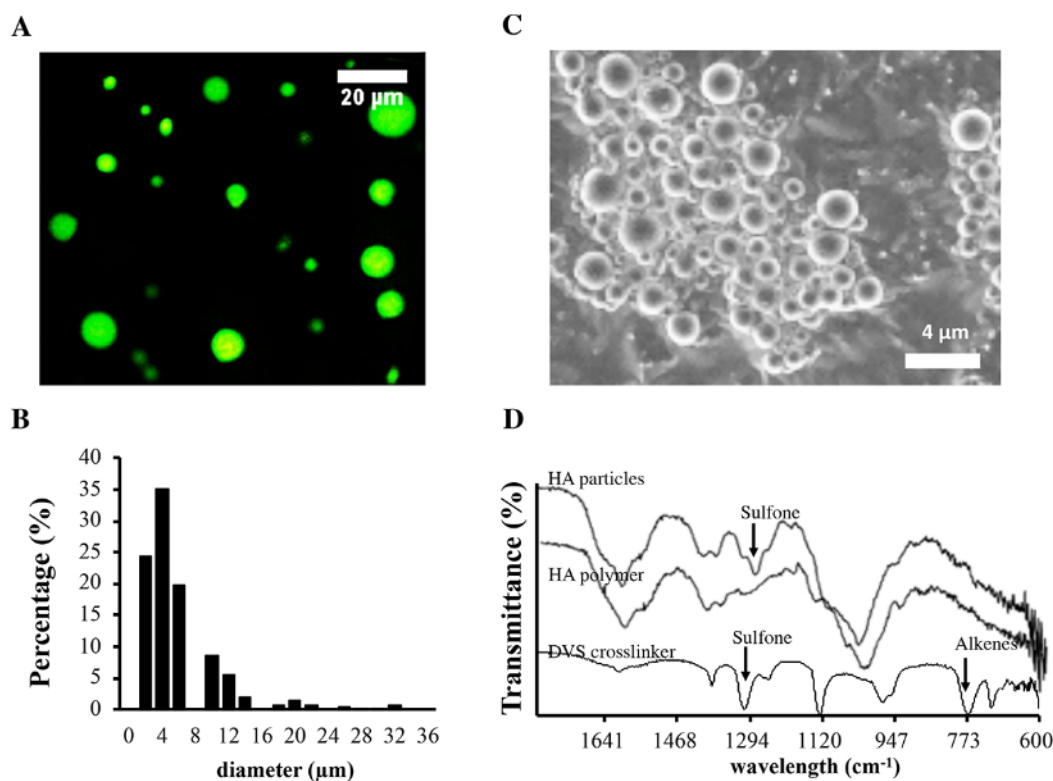 A
20 μm
C
4 μm
B
Percentage (%)
40
35
30
25
20
15
10
5
0
0 4 8 12 16 20 24 28 32 36
diameter (μm)
D
Transmittance (%)
HA particles
Sulfone
HA polymer
DVS crosslinker
Sulfone
Alkenes
1641 1468 1294 1120 947 773 600
wavelength (cm⁻¹)